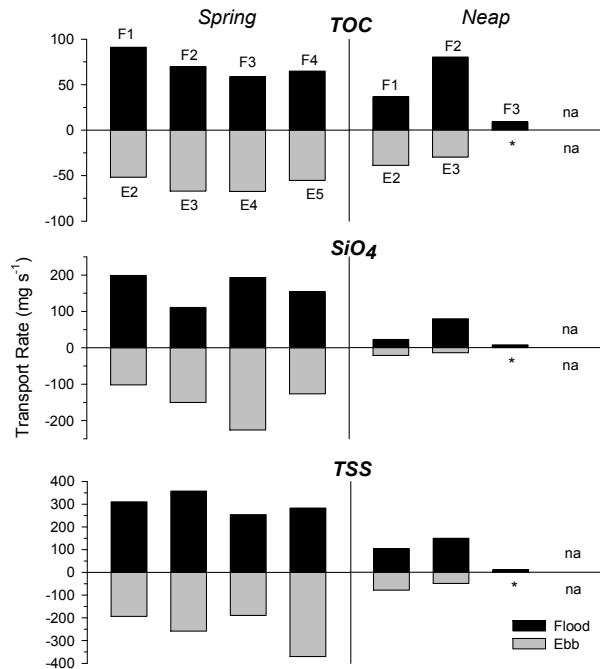 Spring TOC Neap
100
50
0
-50
-100
F1 F2 F3 F4 F1 F2 F3 na
E2 E3 E4 E5 E2 E3 * na
SiO4
200
100
0
-100
-200
na
* na
Transport Rate (mg s-1)
TSS
400
300
200
100
0
-100
-200
-300
-400
na
* na
Flood
Ebb